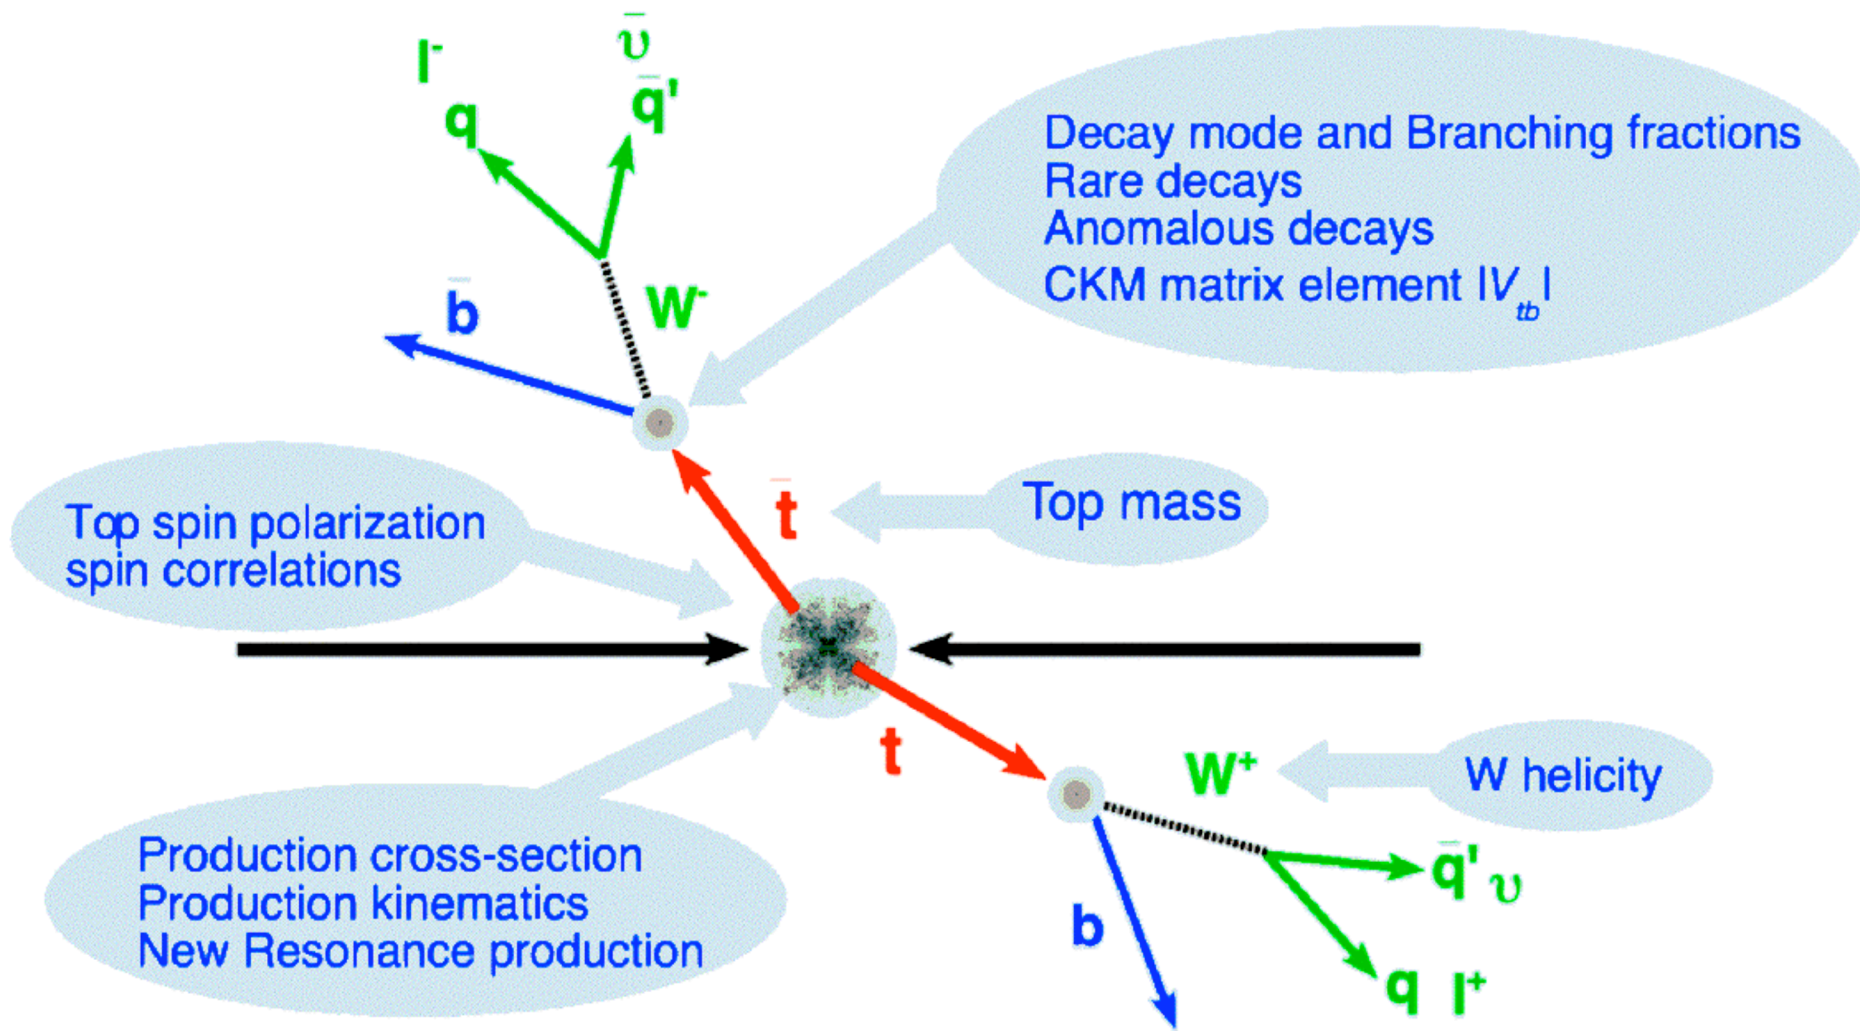 l⁻
ῡ
q
q̄'
Decay mode and Branching fractions
Rare decays
Anomalous decays
CKM matrix element |V_tb|
b̄
W⁻
Top spin polarization
spin correlations
t̄
Top mass
t
W⁺
W helicity
Production cross-section
Production kinematics
New Resonance production
b
q̄' υ
q l⁺